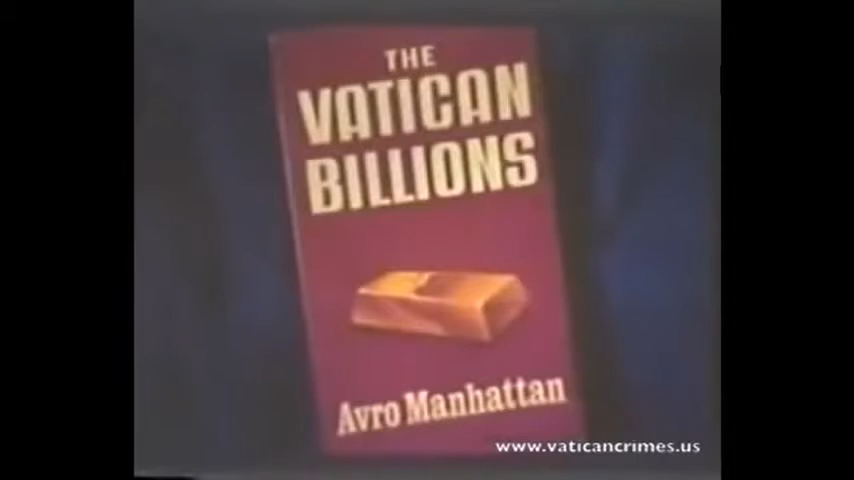 THE
VATICAN
BILLIONS
Avro Manhattan
www.vaticancrimes.us